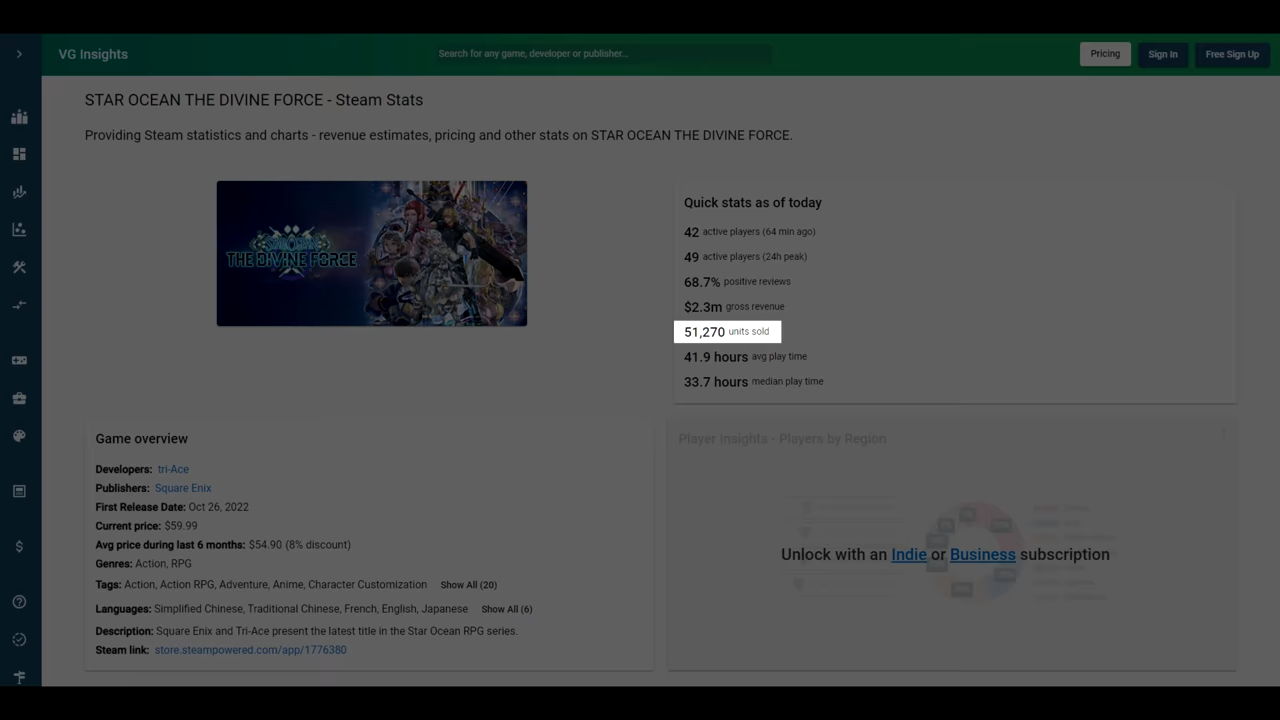 VG Insights
Search for any game, developer or publisher...
Pricing
Sign In
Free Sign Up
STAR OCEAN THE DIVINE FORCE - Steam Stats
Providing Steam statistics and charts - revenue estimates, pricing and other stats on STAR OCEAN THE DIVINE FORCE.
STAR OCEAN
THE DIVINE FORCE
Quick stats as of today
42 active players (64 min ago)
49 active players (24h peak)
68.7% positive reviews
$2.3m gross revenue
51,270 units sold
41.9 hours avg play time
33.7 hours median play time
Game overview
Developers: tri-Ace
Publishers: Square Enix
First Release Date: Oct 26, 2022
Current price: $59.99
Avg price during last 6 months: $54.90 (8% discount)
Genres: Action, RPG
Tags: Action, Action RPG, Adventure, Anime, Character Customization Show All (20)
Languages: Simplified Chinese, Traditional Chinese, French, English, Japanese Show All (6)
Description: Square Enix and Tri-Ace present the latest title in the Star Ocean RPG series.
Steam link: store.steampowered.com/app/1776380
Player Insights - Players by Region
Unlock with an Indie or Business subscription